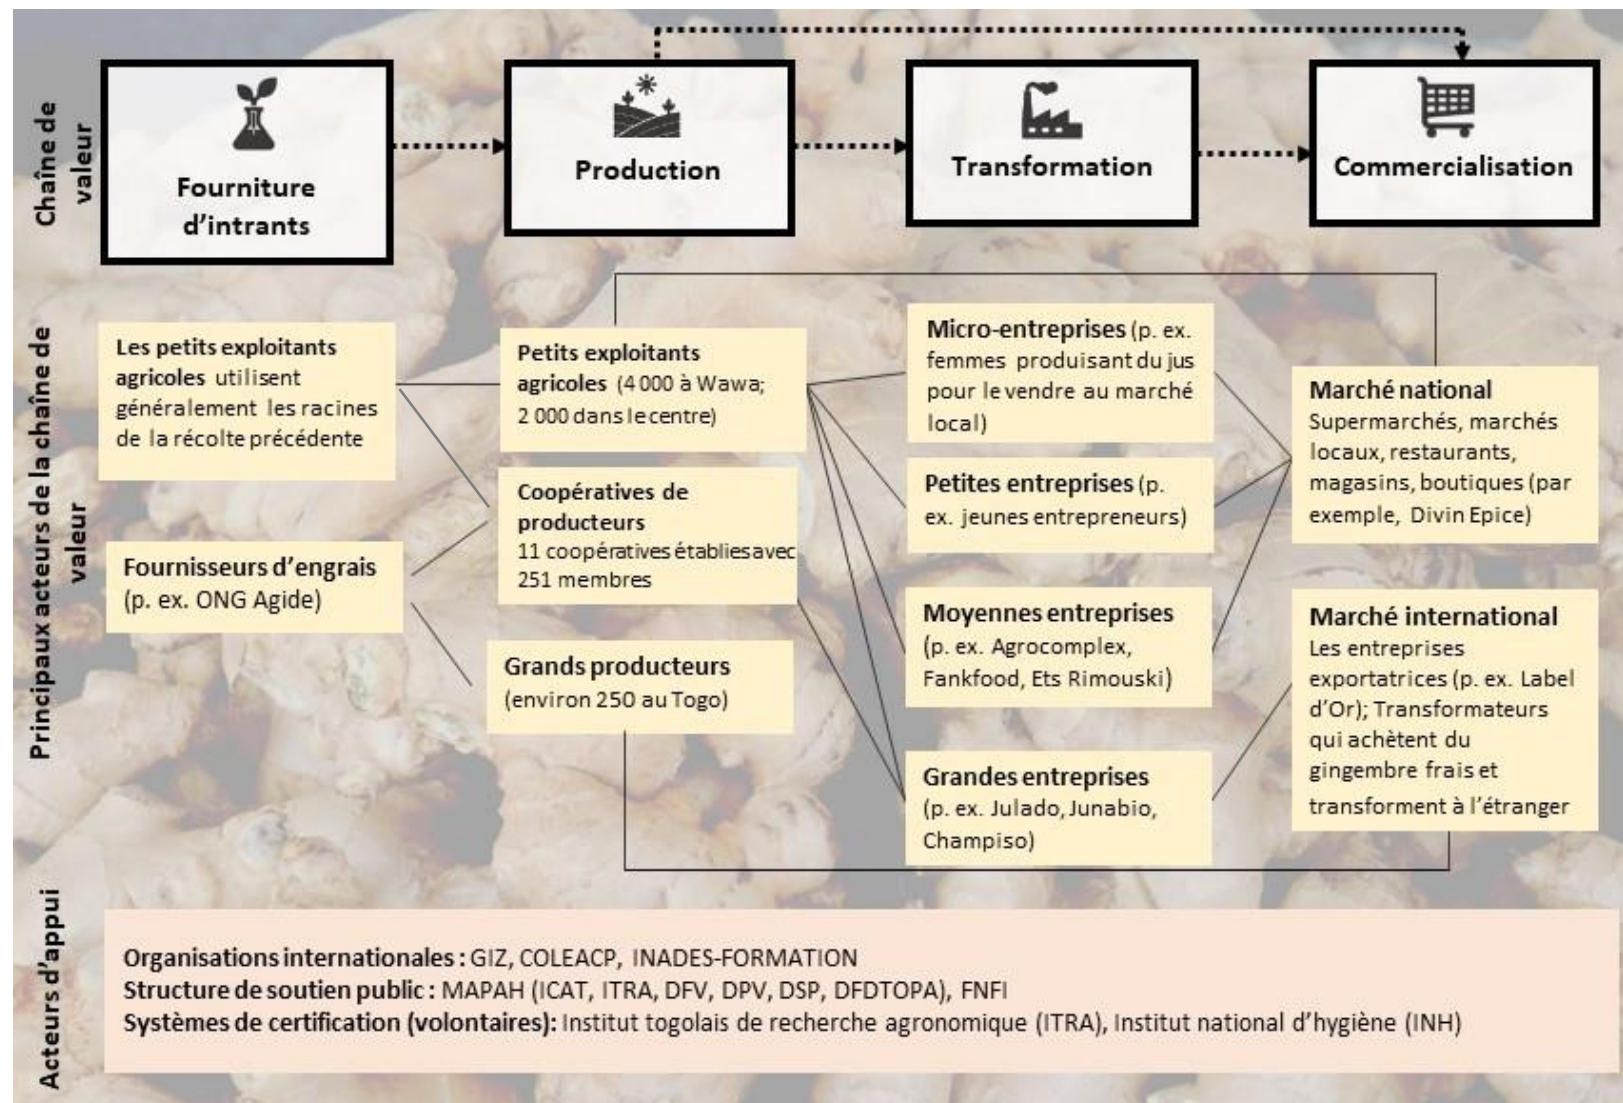 Chaîne de
valeur
Fourniture
d'intrants
Production
Transformation
Commercialisation
Principaux acteurs de la chaîne de
valeur
Les petits exploitants
agricoles utilisent
généralement les racines
de la récolte précédente
Fournisseurs d'engrais
(p. ex. ONG Agide)
Petits exploitants
agricoles (4 000 à Wawa;
2 000 dans le centre)
Coopératives de
producteurs
11 coopératives établies avec
251 membres
Grands producteurs
(environ 250 au Togo)
Micro-entreprises (p. ex.
femmes produisant du jus
pour le vendre au marché
local)
Petites entreprises (p.
ex. jeunes entrepreneurs)
Moyennes entreprises
(p. ex. Agrocomplex,
Fankfood, Ets Rimouski)
Grandes entreprises
(p. ex. Julado, Junabio,
Champiso)
Marché national
Supermarchés, marchés
locaux, restaurants,
magasins, boutiques (par
exemple, Divin Epice)
Marché international
Les entreprises
exportatrices (p. ex. Label
d'Or); Transformateurs
qui achètent du
gingembre frais et
transforment à l'étranger
Acteurs d'appui
Organisations internationales : GIZ, COLEACP, INADES-FORMATION
Structure de soutien public : MAPAH (ICAT, ITRA, DFV, DPV, DSP, DFDTOPA), FNFI
Systèmes de certification (volontaires): Institut togolais de recherche agronomique (ITRA), Institut national d'hygiène (INH)